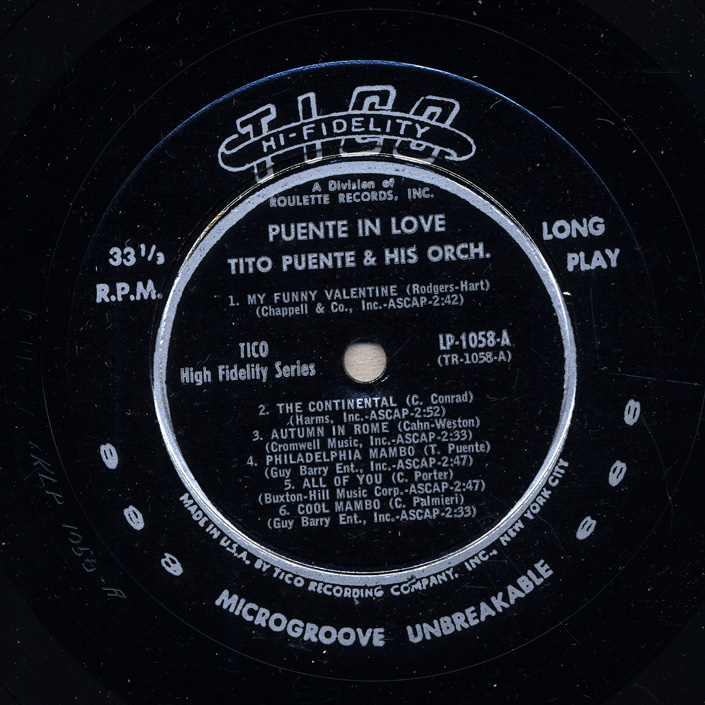 TICO
HI-FIDELITY
A Division of
ROULETTE RECORDS, INC.
PUENTE IN LOVE
TITO PUENTE & HIS ORCH.
33 1/3
R.P.M.
LONG
PLAY
1. MY FUNNY VALENTINE (Rodgers-Hart)
(Chappell & Co., Inc.-ASCAP-2:42)
TICO
High Fidelity Series
LP-1058-A
(TR-1058-A)
2. THE CONTINENTAL (C. Conrad)
(Harms, Inc.-ASCAP-2:52)
3. AUTUMN IN ROME (Cahn-Weston)
(Cromwell Music, Inc.-ASCAP-2:33)
4. PHILADELPHIA MAMBO (T. Puente)
(Guy Barry Ent., Inc.-ASCAP-2:47)
5. ALL OF YOU (C. Porter)
(Buxton-Hill Music Corp.-ASCAP-2:47)
6. COOL MAMBO (C. Palmieri)
(Guy Barry Ent., Inc.-ASCAP-2:33)
MADE IN U.S.A. BY TICO RECORDING COMPANY, INC., NEW YORK CITY
MICROGROOVE UNBREAKABLE